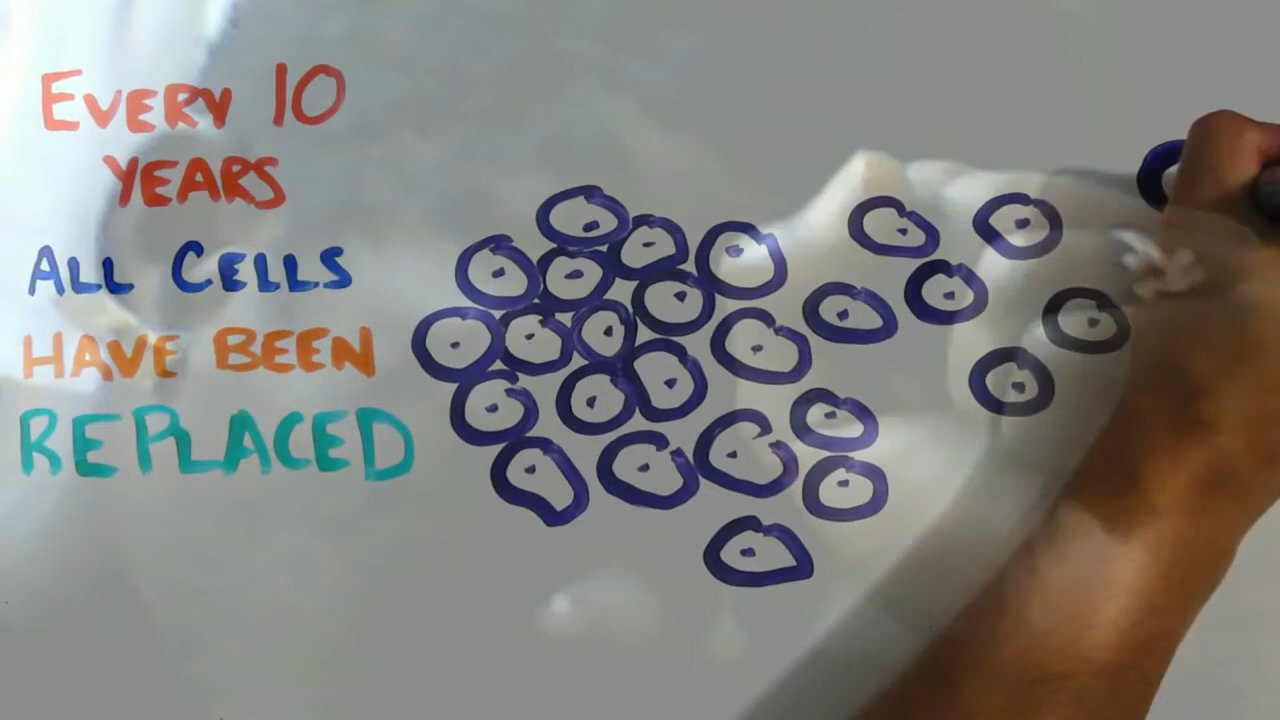 EVERY 10
YEARS
ALL CELLS
HAVE BEEN
REPLACED